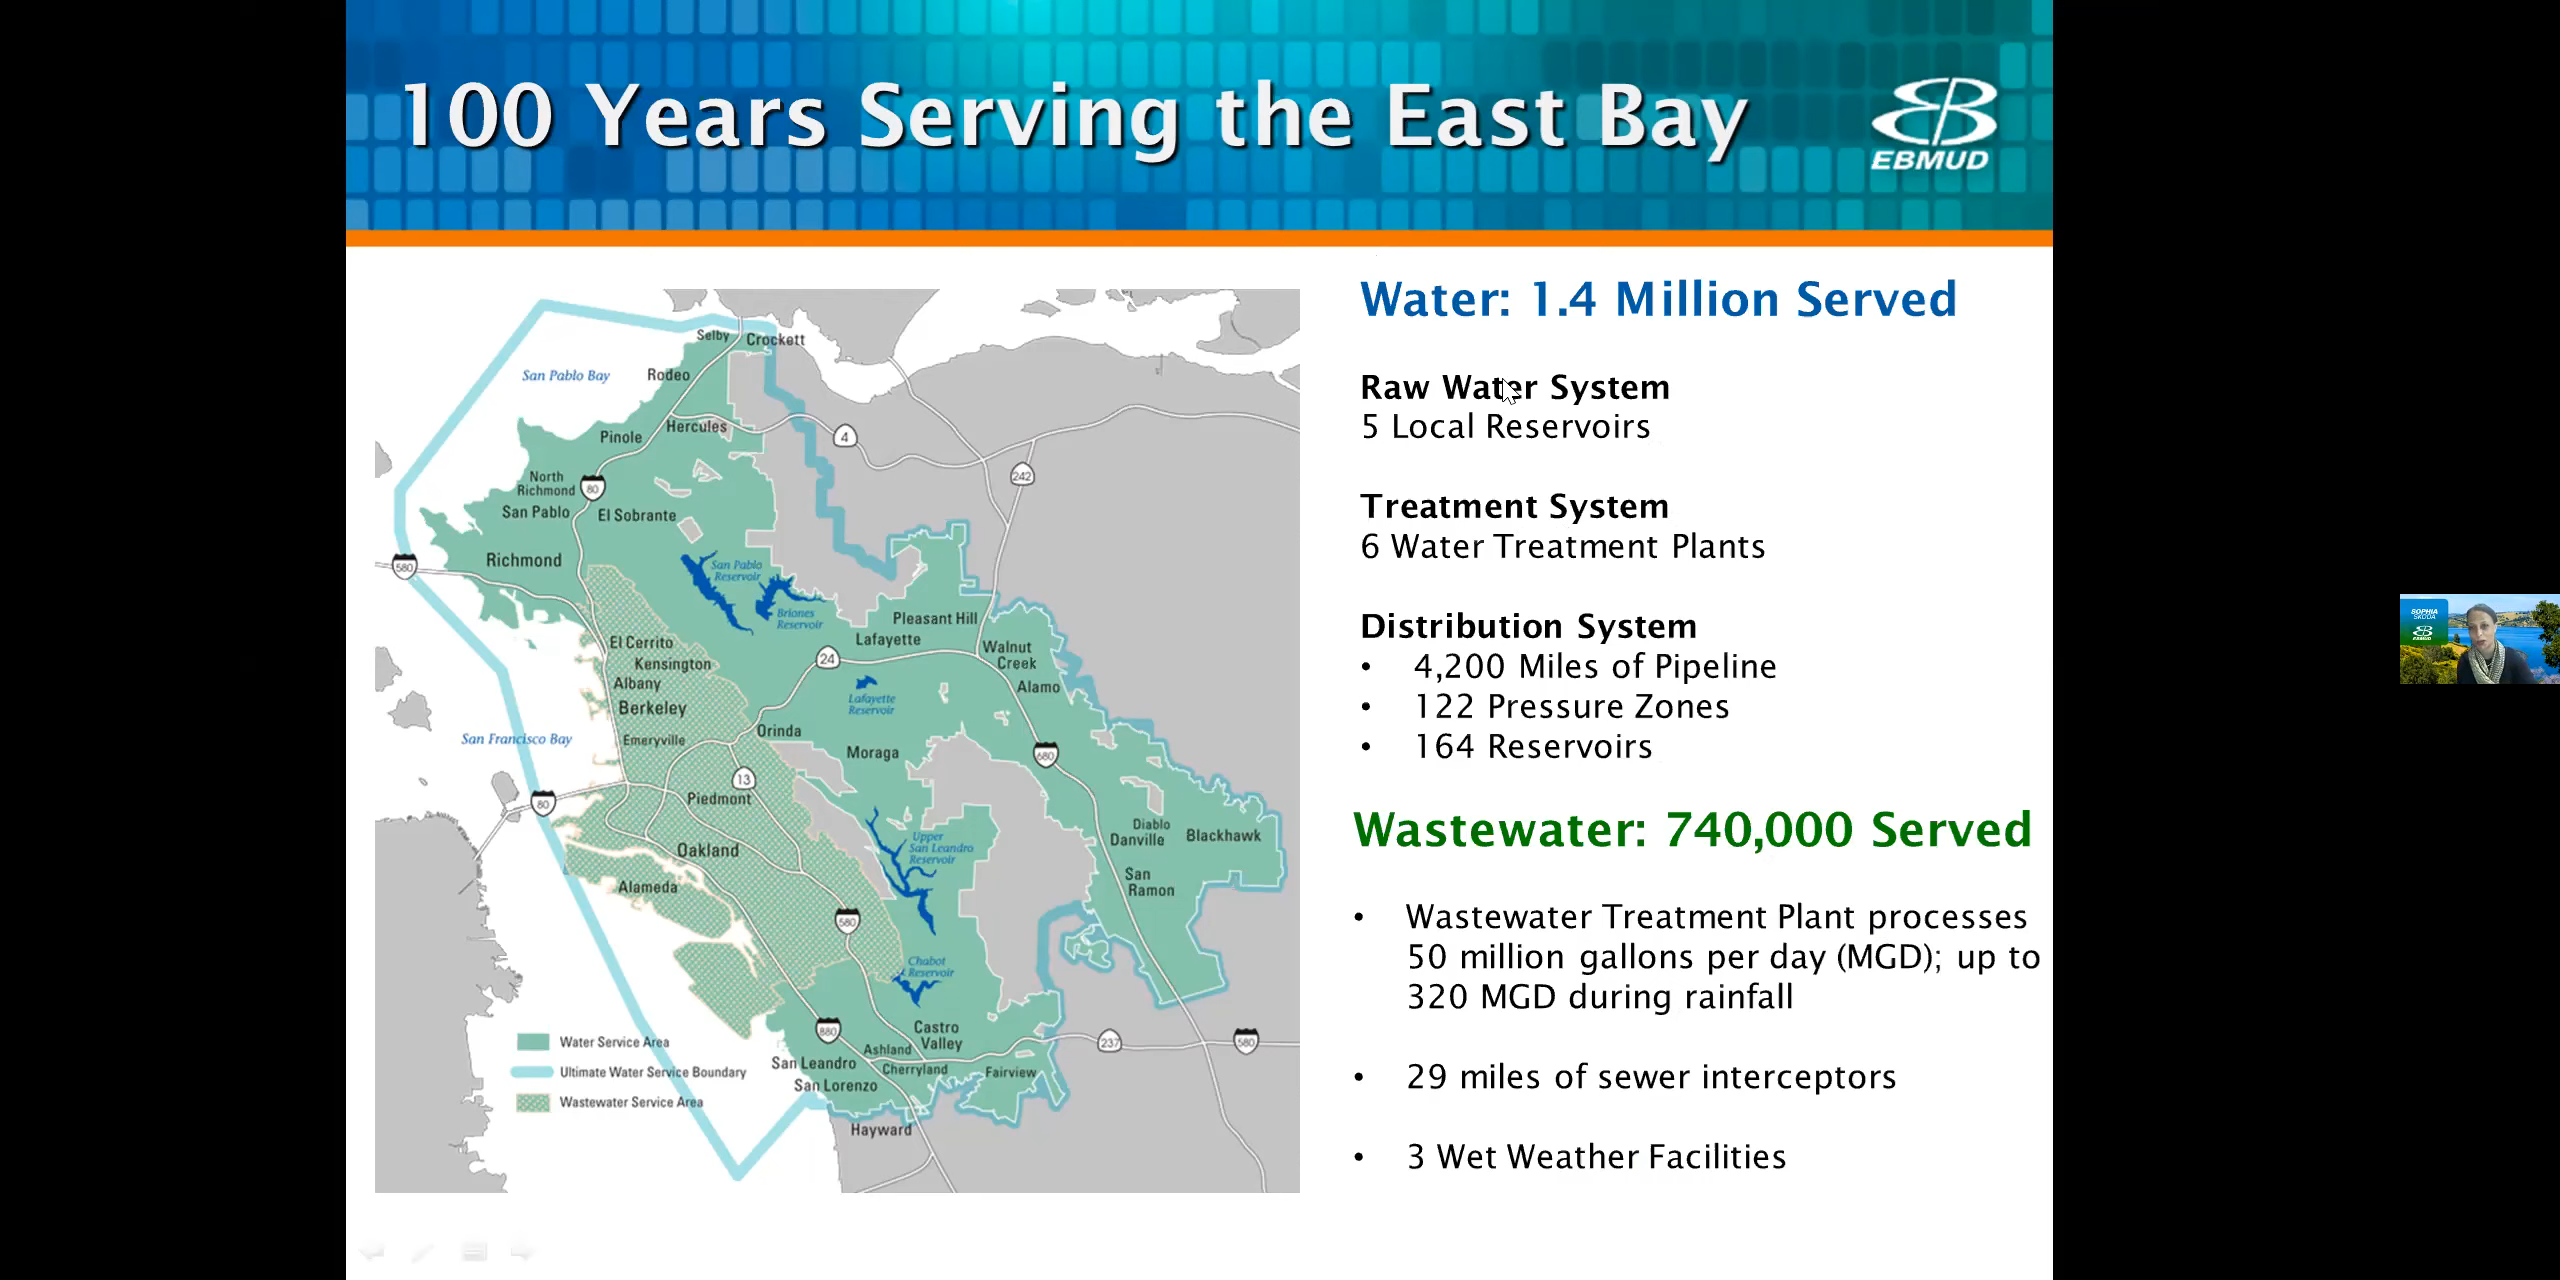 100 Years Serving the East Bay
EBMUD
Water: 1.4 Million Served
Raw Water System
5 Local Reservoirs
Treatment System
6 Water Treatment Plants
Distribution System
• 4,200 Miles of Pipeline
• 122 Pressure Zones
• 164 Reservoirs
Wastewater: 740,000 Served
• Wastewater Treatment Plant processes
50 million gallons per day (MGD); up to
320 MGD during rainfall
• 29 miles of sewer interceptors
• 3 Wet Weather Facilities
Selby
Crockett
San Pablo Bay
Rodeo
Hercules
Pinole
4
242
North
Richmond
80
San Pablo
El Sobrante
Richmond
580
San Pablo
Reservoir
Briones
Reservoir
Pleasant Hill
Lafayette
Walnut
Creek
El Cerrito
Kensington
24
Albany
Alamo
Lafayette
Reservoir
Berkeley
Orinda
San Francisco Bay
Emeryville
Moraga
680
13
80
Piedmont
Diablo
Danville
Blackhawk
Upper
San Leandro
Reservoir
Oakland
San
Ramon
Alameda
580
Chabot
Reservoir
880
Castro
Valley
237
580
Ashland
San Leandro
Cherryland
Fairview
San Lorenzo
Hayward
Water Service Area
Ultimate Water Service Boundary
Wastewater Service Area
SOPHIA
SKODA
EBMUD